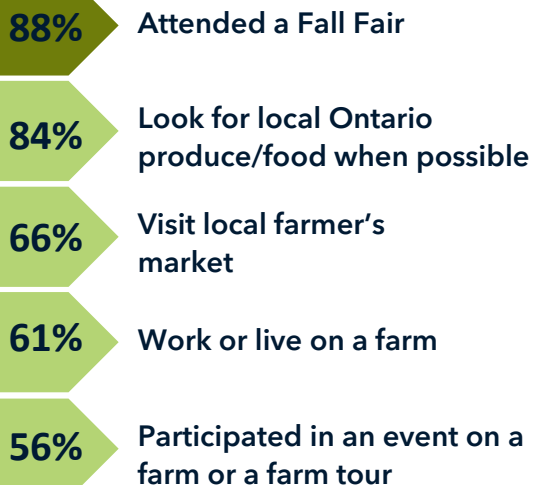 88% Attended a Fall Fair
84% Look for local Ontario
produce/food when possible
66% Visit local farmer's
market
61% Work or live on a farm
56% Participated in an event on a
farm or a farm tour